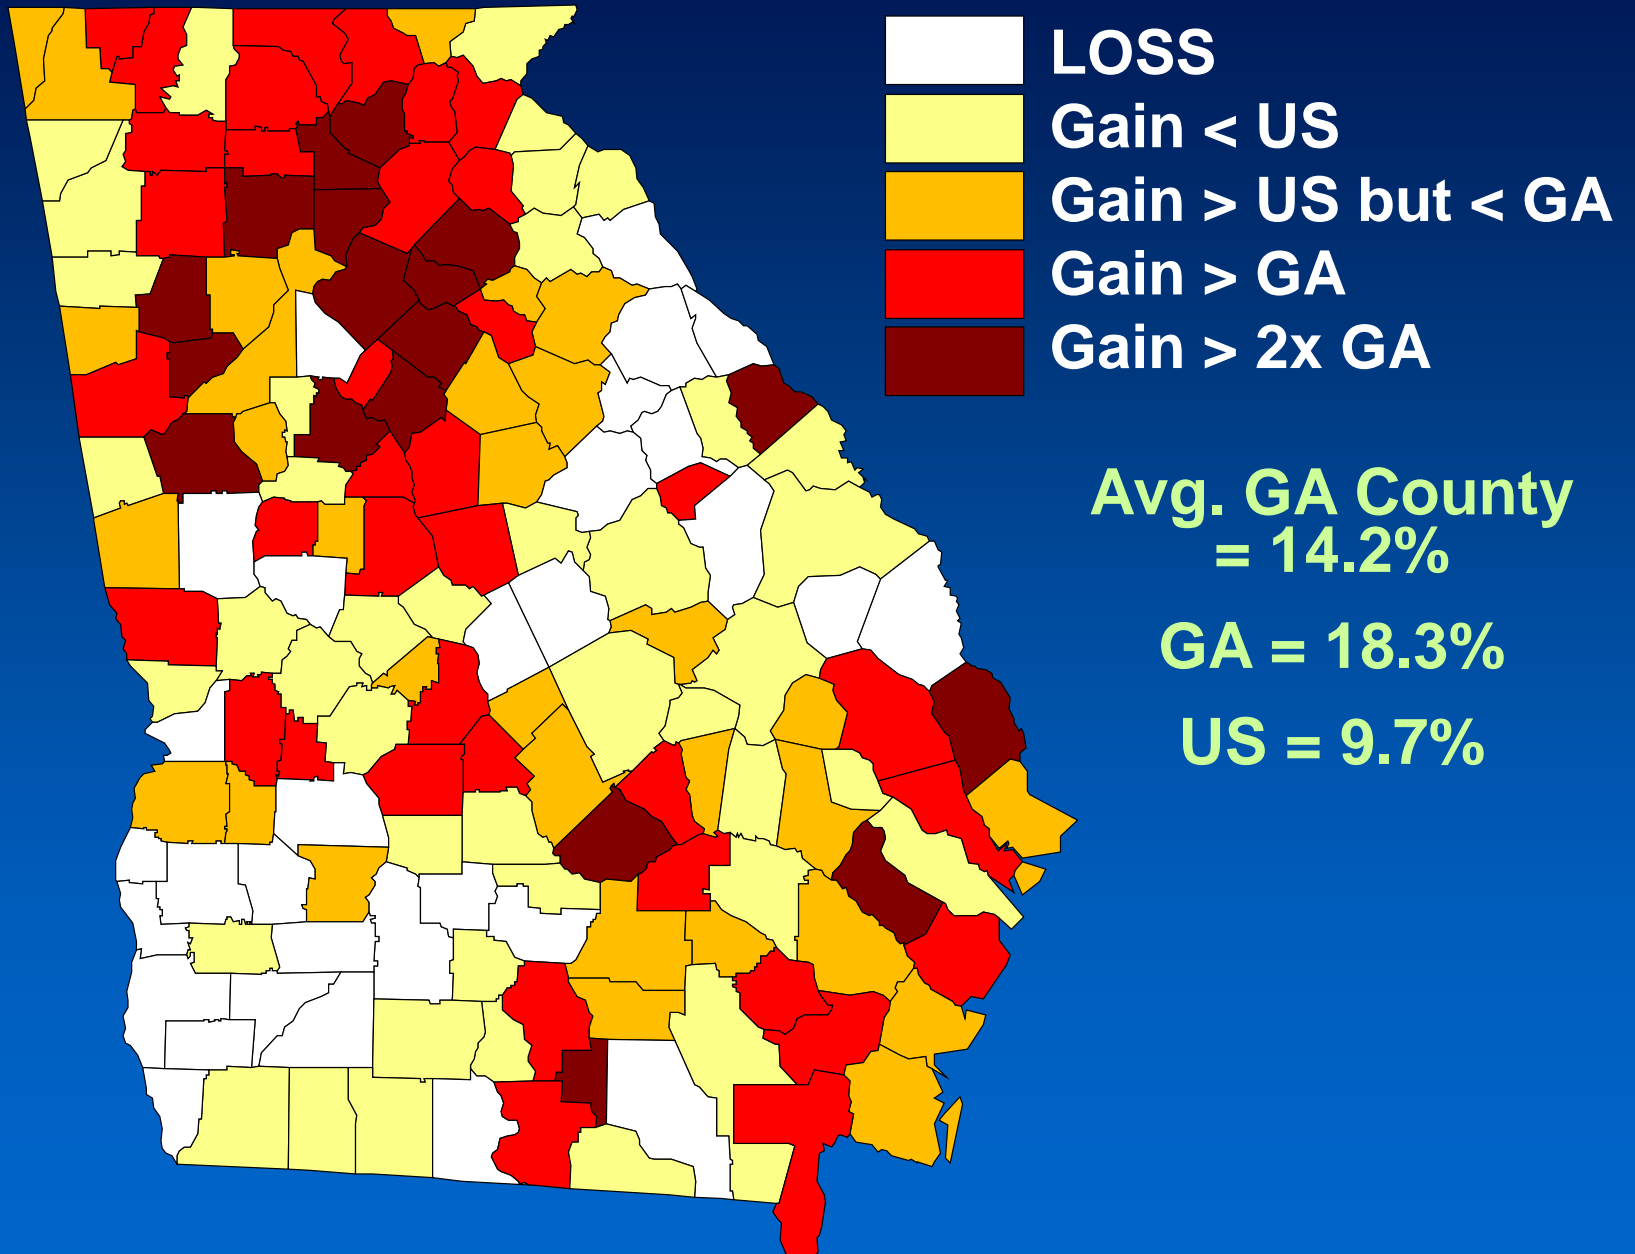 LOSS
Gain < US
Gain > US but < GA
Gain > GA
Gain > 2x GA
Avg. GA County
= 14.2%
GA = 18.3%
US = 9.7%